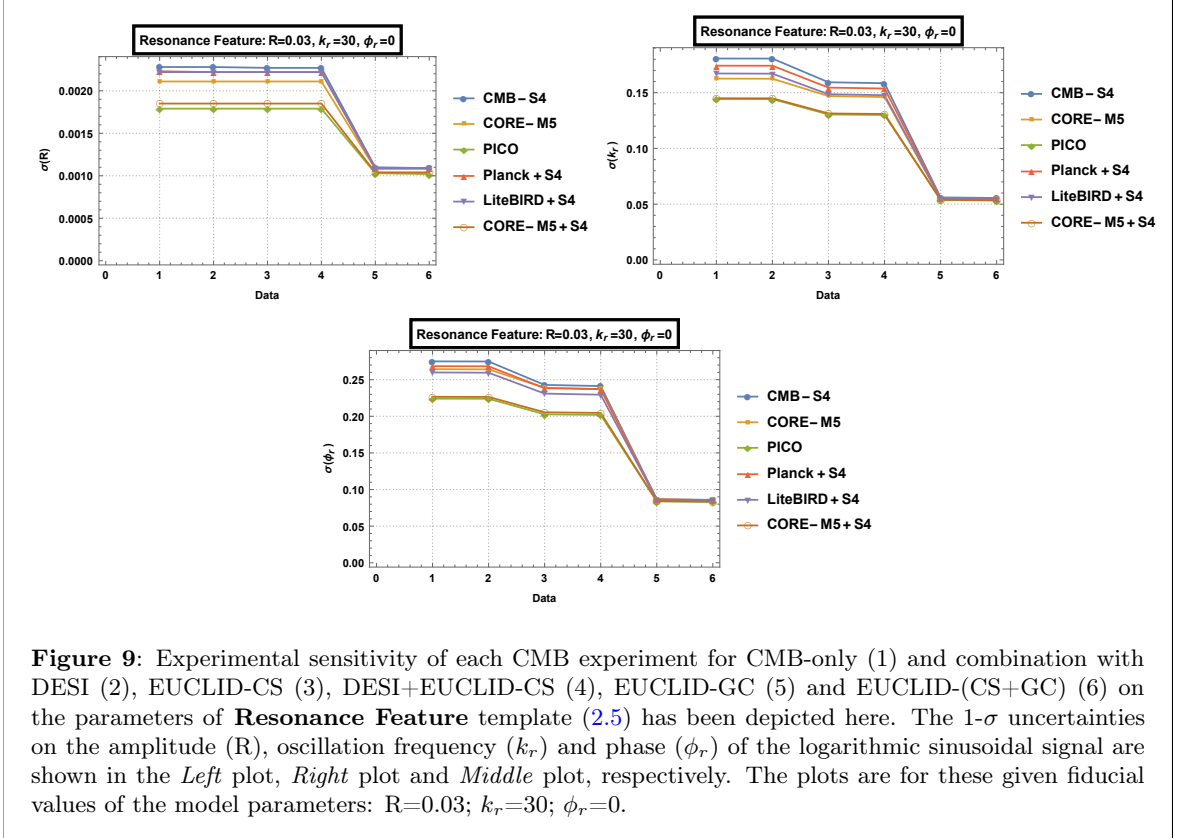 Resonance Feature: R=0.03, k_r=30, ϕ_r=0
σ(R)
0.0020
0.0015
0.0010
0.0005
0.0000
0 1 2 3 4 5 6
Data
CMB-S4
CORE-M5
PICO
Planck + S4
LiteBIRD + S4
CORE-M5 + S4
Resonance Feature: R=0.03, k_r=30, ϕ_r=0
σ(k_r)
0.15
0.10
0.05
0.00
0 1 2 3 4 5 6
Data
CMB-S4
CORE-M5
PICO
Planck + S4
LiteBIRD + S4
CORE-M5 + S4
Resonance Feature: R=0.03, k_r=30, ϕ_r=0
σ(ϕ_r)
0.25
0.20
0.15
0.10
0.05
0.00
0 1 2 3 4 5 6
Data
CMB-S4
CORE-M5
PICO
Planck + S4
LiteBIRD + S4
CORE-M5 + S4
Figure 9: Experimental sensitivity of each CMB experiment for CMB-only (1) and combination with
DESI (2), EUCLID-CS (3), DESI+EUCLID-CS (4), EUCLID-GC (5) and EUCLID-(CS+GC) (6) on
the parameters of Resonance Feature template (2.5) has been depicted here. The 1-σ uncertainties
on the amplitude (R), oscillation frequency (k_r) and phase (ϕ_r) of the logarithmic sinusoidal signal are
shown in the Left plot, Right plot and Middle plot, respectively. The plots are for these given fiducial
values of the model parameters: R=0.03; k_r=30; ϕ_r=0.